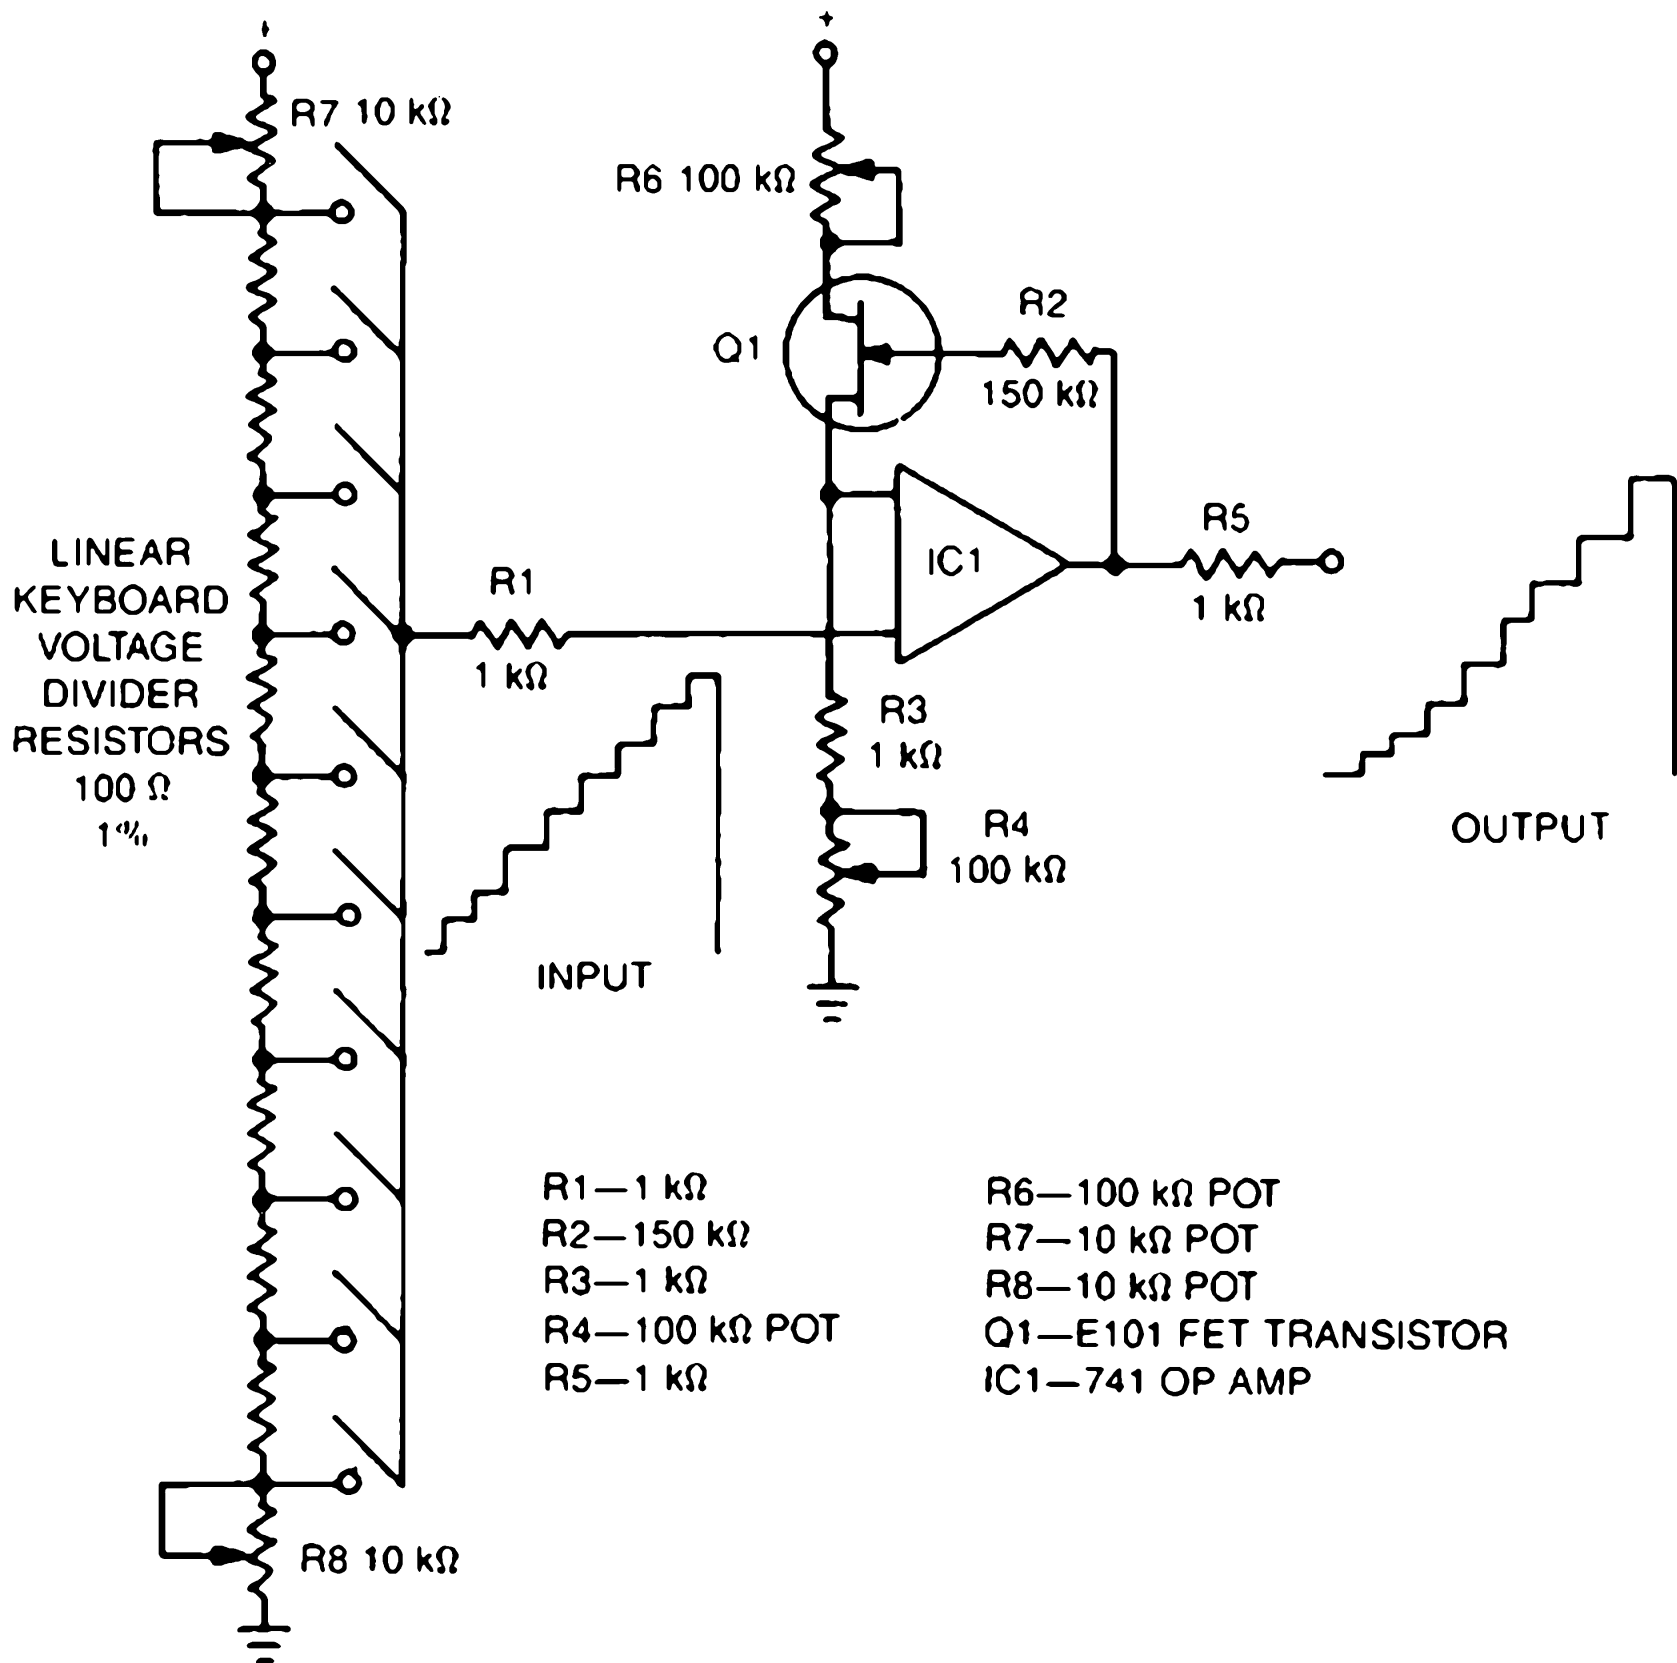 +
+
R7 10 kΩ
R6 100 kΩ
Q1
R2
150 kΩ
LINEAR
KEYBOARD
VOLTAGE
DIVIDER
RESISTORS
100 Ω
R1
1 kΩ
IC1
R5
1 kΩ
R3
1 kΩ
R4
100 kΩ
INPUT
OUTPUT
R1—1 kΩ
R2—150 kΩ
R3—1 kΩ
R4—100 kΩ POT
R5—1 kΩ
R6—100 kΩ POT
R7—10 kΩ POT
R8—10 kΩ POT
Q1—E101 FET TRANSISTOR
IC1—741 OP AMP
R8 10 kΩ